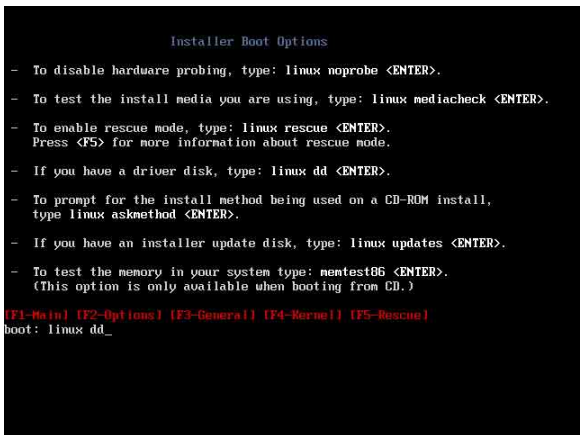 Installer Boot Options
- To disable hardware probing, type: linux noprobe <ENTER>.
- To test the install media you are using, type: linux mediacheck <ENTER>.
- To enable rescue mode, type: linux rescue <ENTER>.
Press <F5> for more information about rescue mode.
- If you have a driver disk, type: linux dd <ENTER>.
- To prompt for the install method being used on a CD-ROM install,
type linux askmethod <ENTER>.
- If you have an installer update disk, type: linux updates <ENTER>.
- To test the memory in your system type: memtest86 <ENTER>.
(This option is only available when booting from CD.)
[F1-Main] [F2-Options] [F3-General] [F4-Kernel] [F5-Rescue]
boot: linux dd_